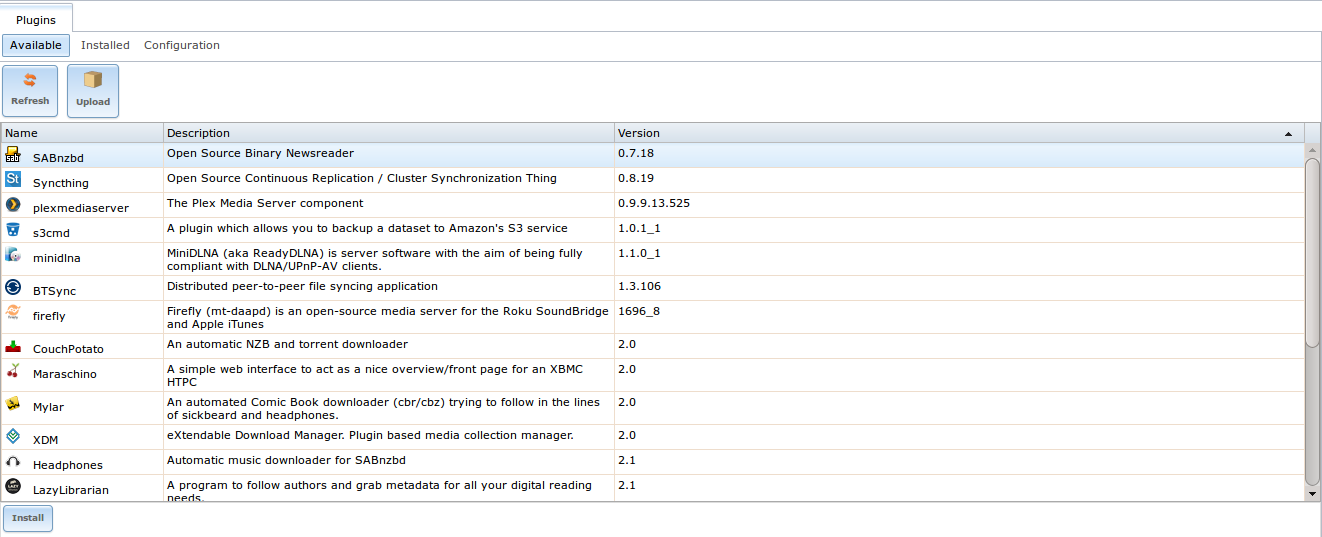 Plugins
Available Installed Configuration
Refresh Upload
Name Description Version
SABnzbd Open Source Binary Newsreader 0.7.18
Syncthing Open Source Continuous Replication / Cluster Synchronization Thing 0.8.19
plexmediaserver The Plex Media Server component 0.9.9.13.525
s3cmd A plugin which allows you to backup a dataset to Amazon's S3 service 1.0.1_1
minidlna MiniDLNA (aka ReadyDLNA) is server software with the aim of being fully 1.1.0_1
compliant with DLNA/UPnP-AV clients.
BTSync Distributed peer-to-peer file syncing application 1.3.106
firefly Firefly (mt-daapd) is an open-source media server for the Roku SoundBridge 1696_8
and Apple iTunes
CouchPotato An automatic NZB and torrent downloader 2.0
Maraschino A simple web interface to act as a nice overview/front page for an XBMC 2.0
HTPC
Mylar An automated Comic Book downloader (cbr/cbz) trying to follow in the lines 2.0
of sickbeard and headphones.
XDM eXtendable Download Manager. Plugin based media collection manager. 2.0
Headphones Automatic music downloader for SABnzbd 2.1
LazyLibrarian A program to follow authors and grab metadata for all your digital reading 2.1
needs.
Install